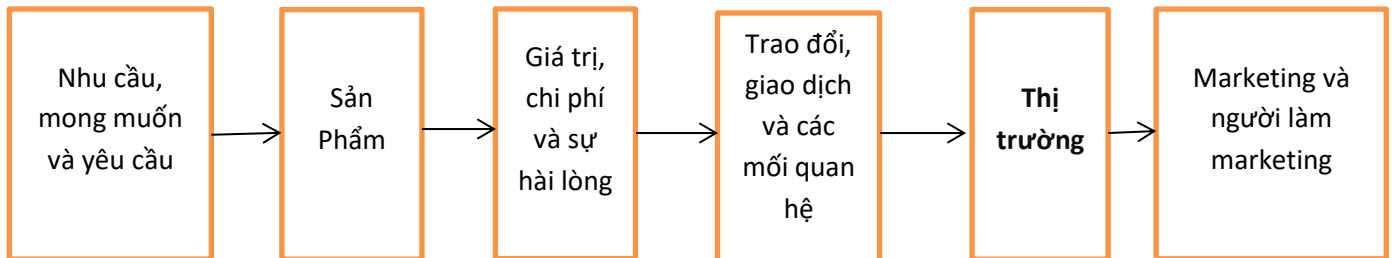 Nhu cầu,
mong muốn
và yêu cầu
Sản
Phẩm
Giá trị,
chi phí
và sự
hài lòng
Trao đổi,
giao dịch
và các
mối quan
hệ
Thị
trường
Marketing và
người làm
marketing